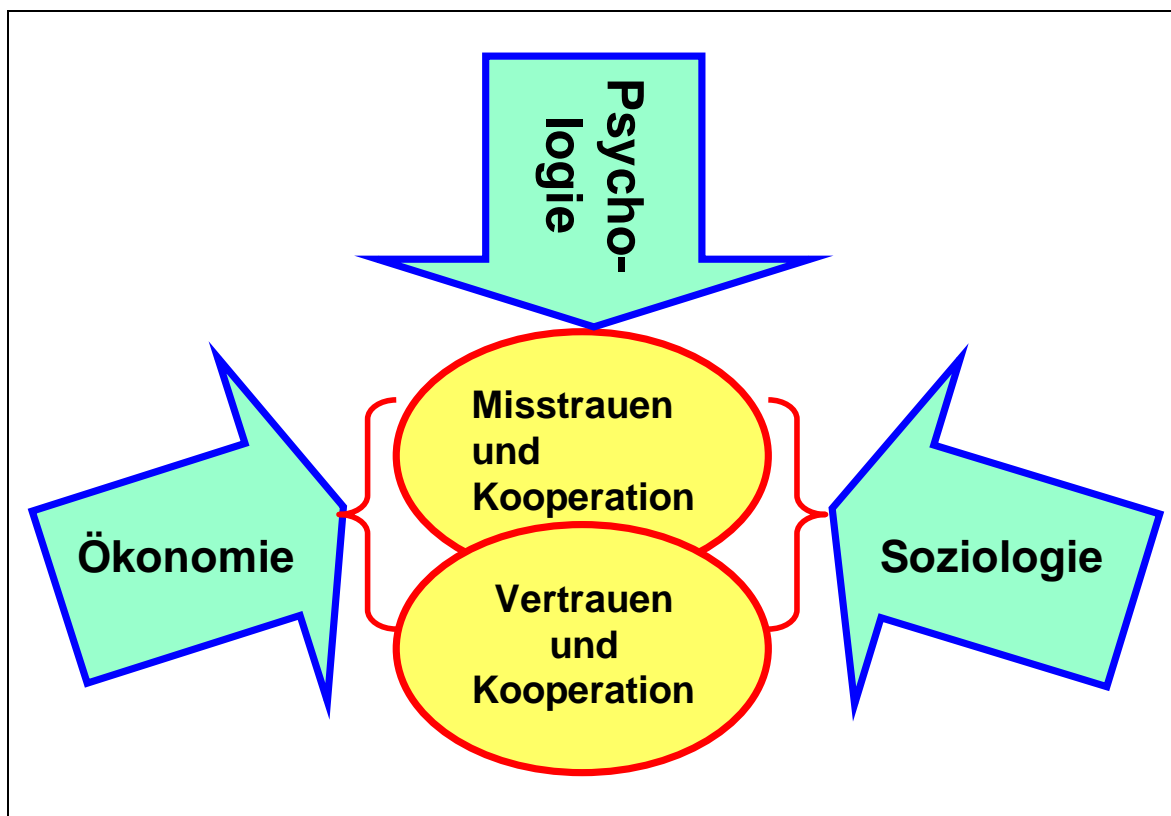 Psycho-
logie
Misstrauen
und
Kooperation
Ökonomie
Soziologie
Vertrauen
und
Kooperation